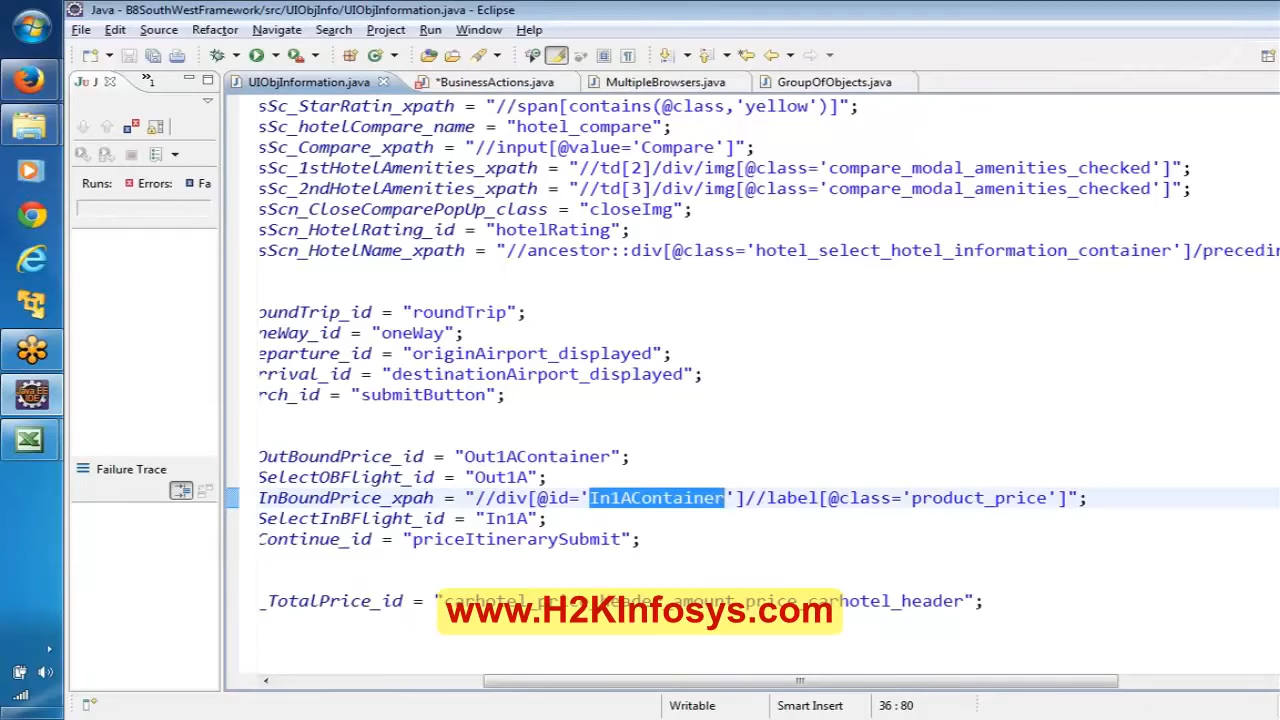 Java - B8SouthWestFramework/src/UIObjInfo/UIObjInformation.java - Eclipse
File Edit Source Refactor Navigate Search Project Run Window Help
Ju J
1
UIObjInformation.java
*BusinessActions.java
MultipleBrowsers.java
GroupOfObjects.java
sSc_StarRatin_xpath = "//span[contains(@class,'yellow')]";
sSc_hotelCompare_name = "hotel_compare";
sSc_Compare_xpath = "//input[@value='Compare']";
sSc_1stHotelAmenities_xpath = "//td[2]/div/img[@class='compare_modal_amenities_checked']";
sSc_2ndHotelAmenities_xpath = "//td[3]/div/img[@class='compare_modal_amenities_checked']";
sScn_CloseComparePopUp_class = "closeImg";
sScn_HotelRating_id = "hotelRating";
sScn_HotelName_xpath = "//ancestor::div[@class='hotel_select_hotel_information_container']/precedin
Runs: Errors: Fa
oundTrip_id = "roundTrip";
neWay_id = "oneWay";
eparture_id = "originAirport_displayed";
rrival_id = "destinationAirport_displayed";
rch_id = "submitButton";
OutBoundPrice_id = "Out1AContainer";
SelectOBFlight_id = "Out1A";
InBoundPrice_xpah = "//div[@id='In1AContainer']//label[@class='product_price']";
SelectInBFlight_id = "In1A";
Continue_id = "priceItinerarySubmit";
_TotalPrice_id = "carhotel_price_header_amount_price_carhotel_header";
Failure Trace
www.H2KInfosys.com
Writable
Smart Insert
36 : 80